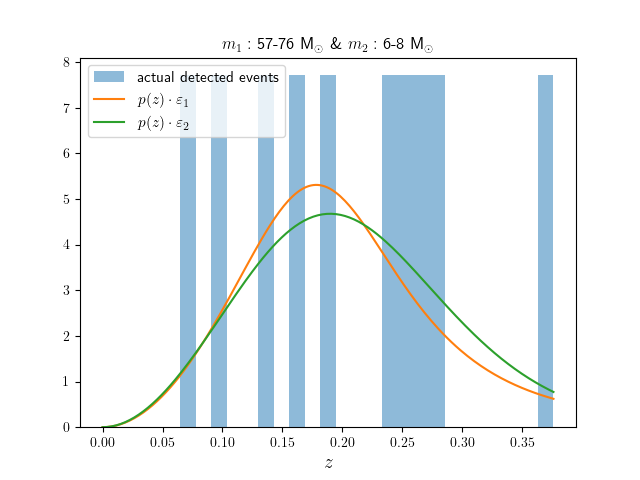 m₁ : 57-76 M☉ & m₂ : 6-8 M☉
8
7
6
5
4
3
2
1
0
actual detected events
p(z) · ε₁
p(z) · ε₂
0.00 0.05 0.10 0.15 0.20 0.25 0.30 0.35
z